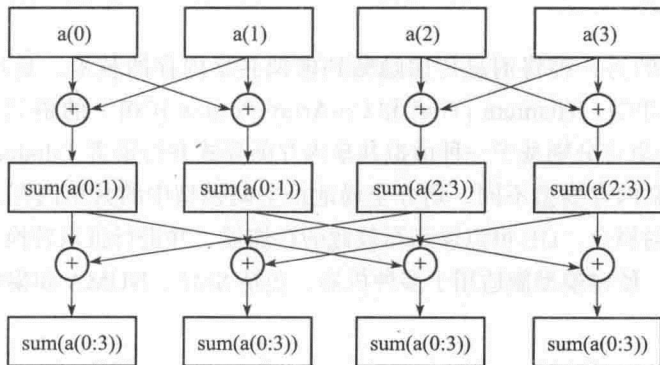 a(0) a(1) a(2) a(3)
+ + + +
sum(a(0:1)) sum(a(0:1)) sum(a(2:3)) sum(a(2:3))
+ + + +
sum(a(0:3)) sum(a(0:3)) sum(a(0:3)) sum(a(0:3))